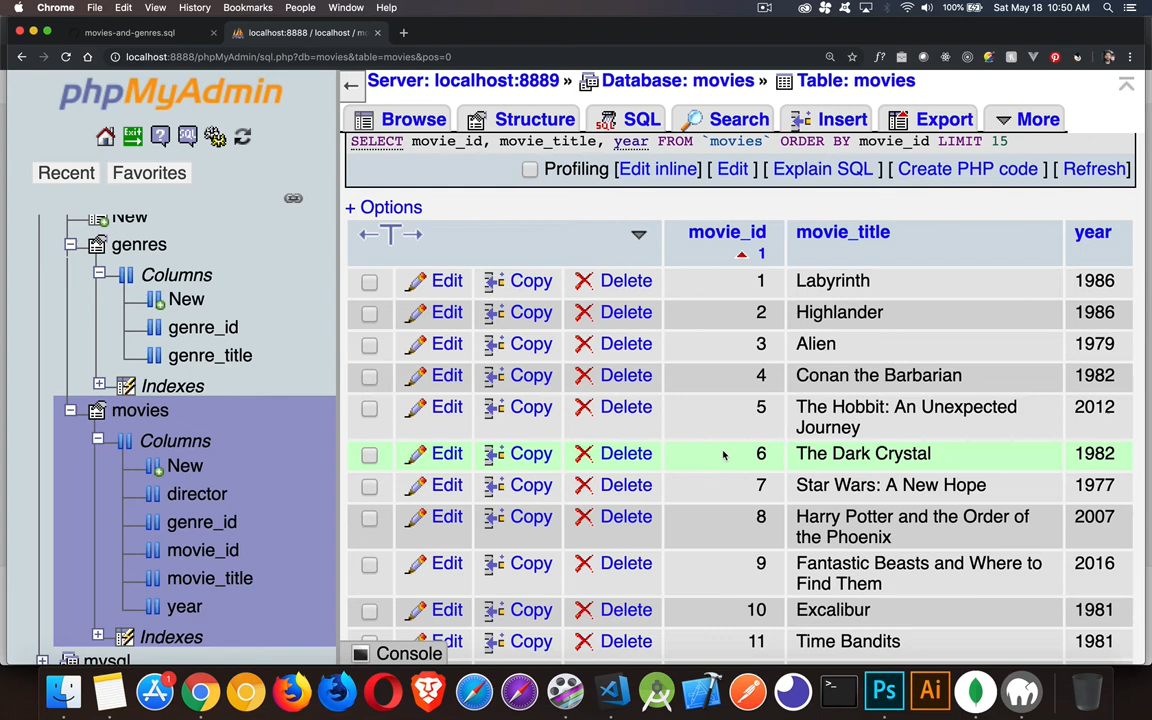 Chrome File Edit View History Bookmarks People Window Help 100% Sat May 18 10:50 AM
movies-and-genres.sql
localhost:8888 / localhost / mo
localhost:8888/phpMyAdmin/sql.php?db=movies&table=movies&pos=0
phpMyAdmin
Recent
Favorites
New
genres
Columns
New
genre_id
genre_title
Indexes
movies
Columns
New
director
genre_id
movie_id
movie_title
year
Indexes
mysql
Server: localhost:8889 » Database: movies » Table: movies
Browse Structure SQL Search Insert Export More
SELECT movie_id, movie_title, year FROM `movies` ORDER BY movie_id LIMIT 15
Profiling [Edit inline] [ Edit ] [ Explain SQL ] [ Create PHP code ] [ Refresh]
+ Options
movie_id 1 movie_title year
Edit Copy Delete 1 Labyrinth 1986
Edit Copy Delete 2 Highlander 1986
Edit Copy Delete 3 Alien 1979
Edit Copy Delete 4 Conan the Barbarian 1982
Edit Copy Delete 5 The Hobbit: An Unexpected 2012
Journey
Edit Copy Delete 6 The Dark Crystal 1982
Edit Copy Delete 7 Star Wars: A New Hope 1977
Edit Copy Delete 8 Harry Potter and the Order of 2007
the Phoenix
Edit Copy Delete 9 Fantastic Beasts and Where to 2016
Find Them
Edit Copy Delete 10 Excalibur 1981
Edit Copy Delete 11 Time Bandits 1981
Console
Ps
Ai